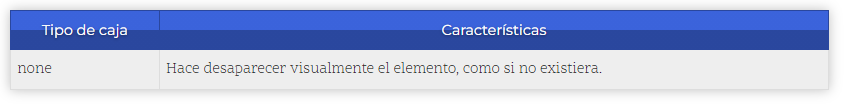 Tipo de caja Características
none Hace desaparecer visualmente el elemento, como si no existiera.